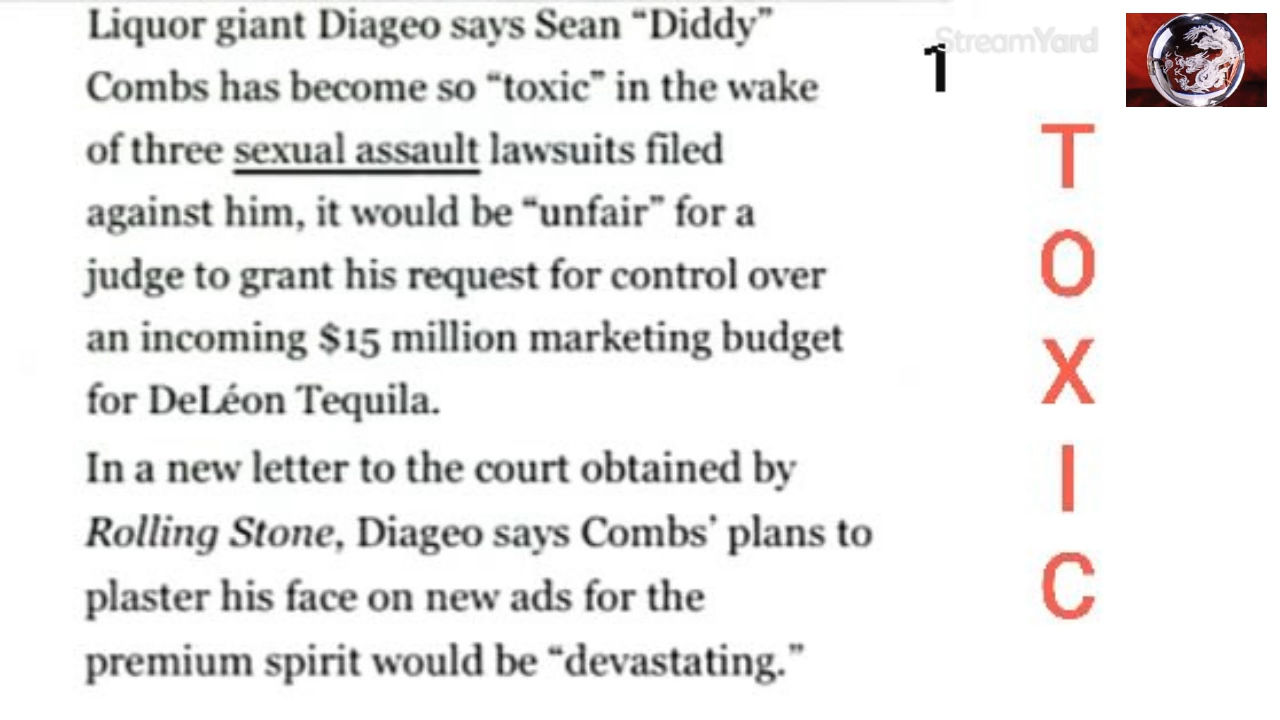 Liquor giant Diageo says Sean “Diddy”
Combs has become so “toxic” in the wake
of three sexual assault lawsuits filed
against him, it would be “unfair” for a
judge to grant his request for control over
an incoming $15 million marketing budget
for DeLéon Tequila.
In a new letter to the court obtained by
Rolling Stone, Diageo says Combs’ plans to
plaster his face on new ads for the
premium spirit would be “devastating.”
StreamYard
1
T
O
X
I
C